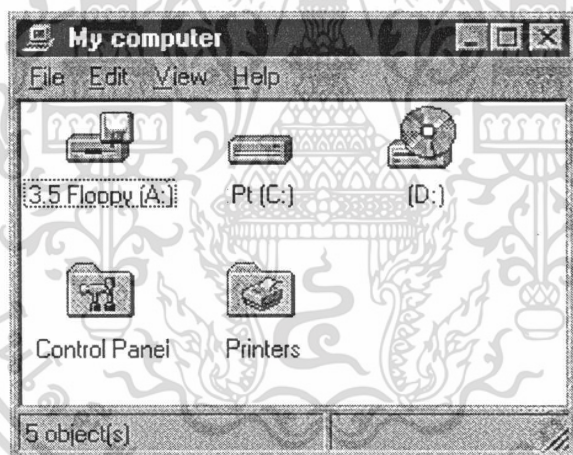 My computer
File Edit View Help
3.5 Floppy (A:) Pt (C:) (D:)
Control Panel Printers
5 object(s)